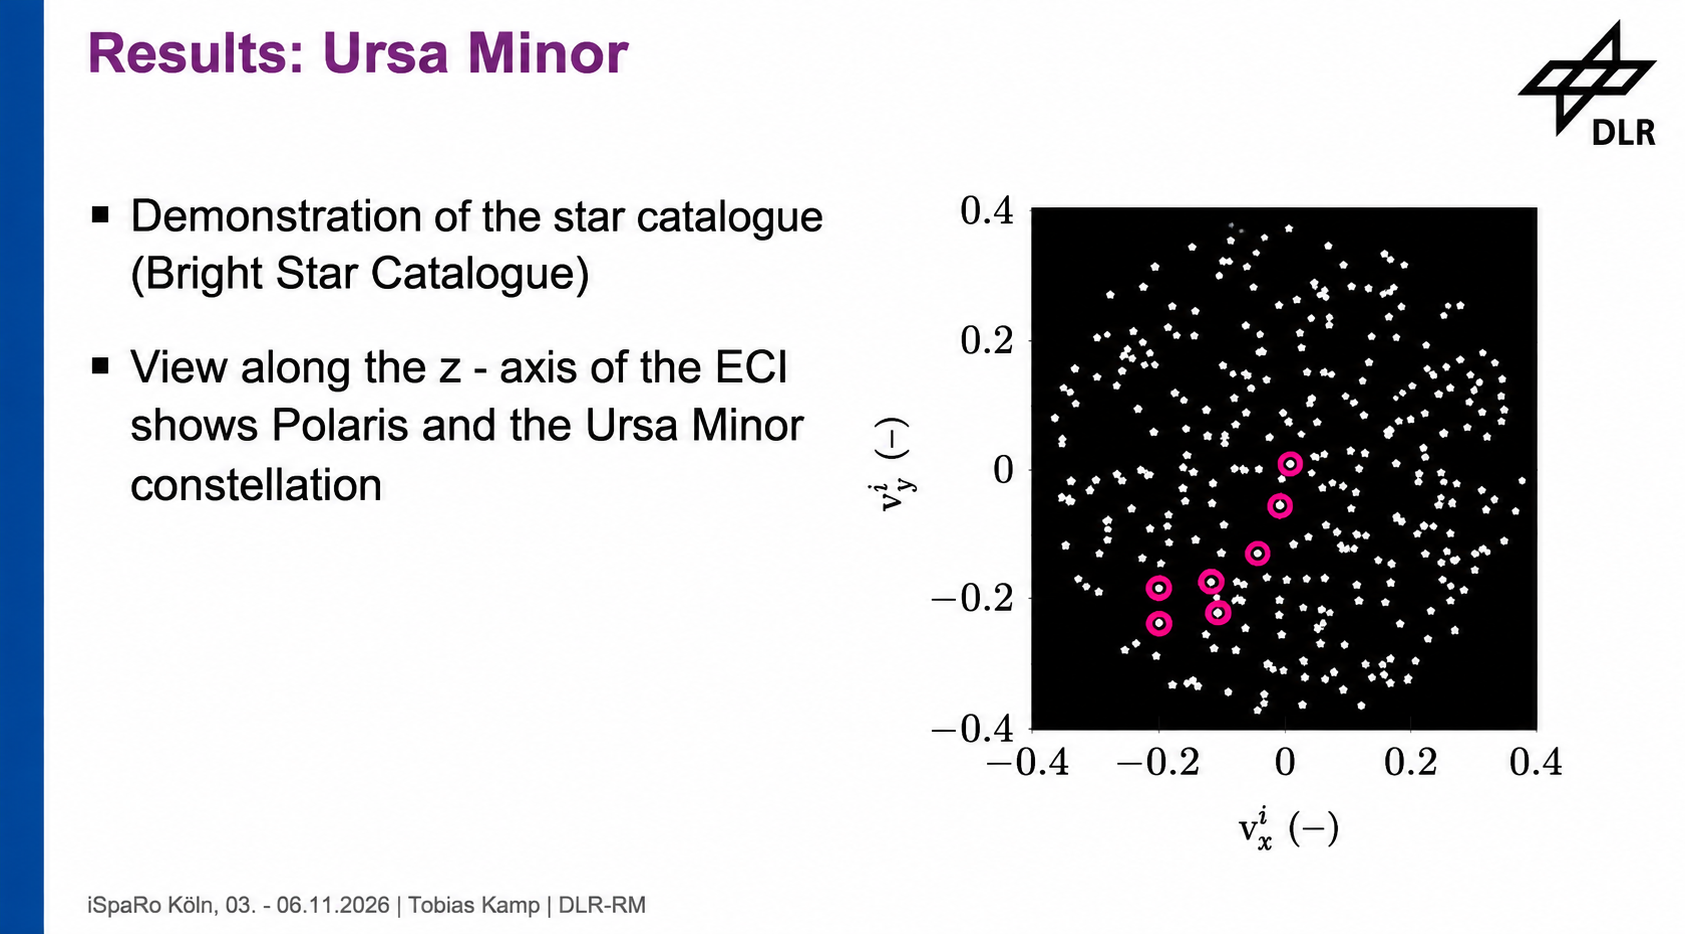 Results: Ursa Minor
DLR
▪ Demonstration of the star catalogue
(Bright Star Catalogue)
▪ View along the z - axis of the ECI
shows Polaris and the Ursa Minor
constellation
0.4
0.2
0
−0.2
−0.4
v_y^i (−)
−0.4 −0.2 0 0.2 0.4
v_x^i (−)
iSpaRo Köln, 03. - 06.11.2026 | Tobias Kamp | DLR-RM